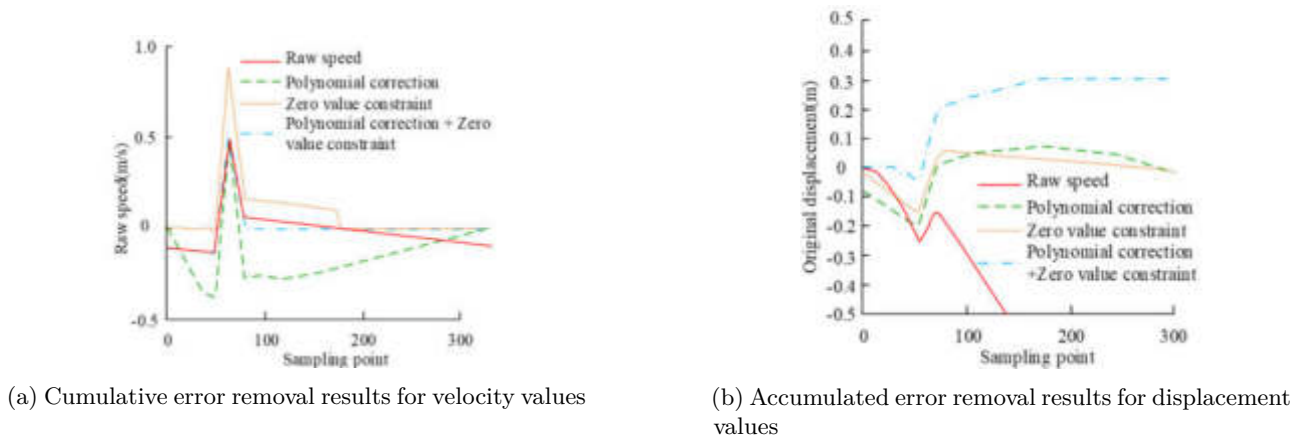 1.0
0.5
0
-0.5
Raw speed(m/s)
Raw speed
Polynomial correction
Zero value constraint
Polynomial correction + Zero
value constraint
0
100
200
300
Sampling point
(a) Cumulative error removal results for velocity values
0.5
0.5
0.4
0.3
0.2
0.1
0
-0.1
-0.2
-0.3
-0.4
-0.5
Original displacement(m)
Raw speed
Polynomial correction
Zero value constraint
Polynomial correction
+Zero value constraint
0
100
200
300
Sampling point
(b) Accumulated error removal results for displacement
values